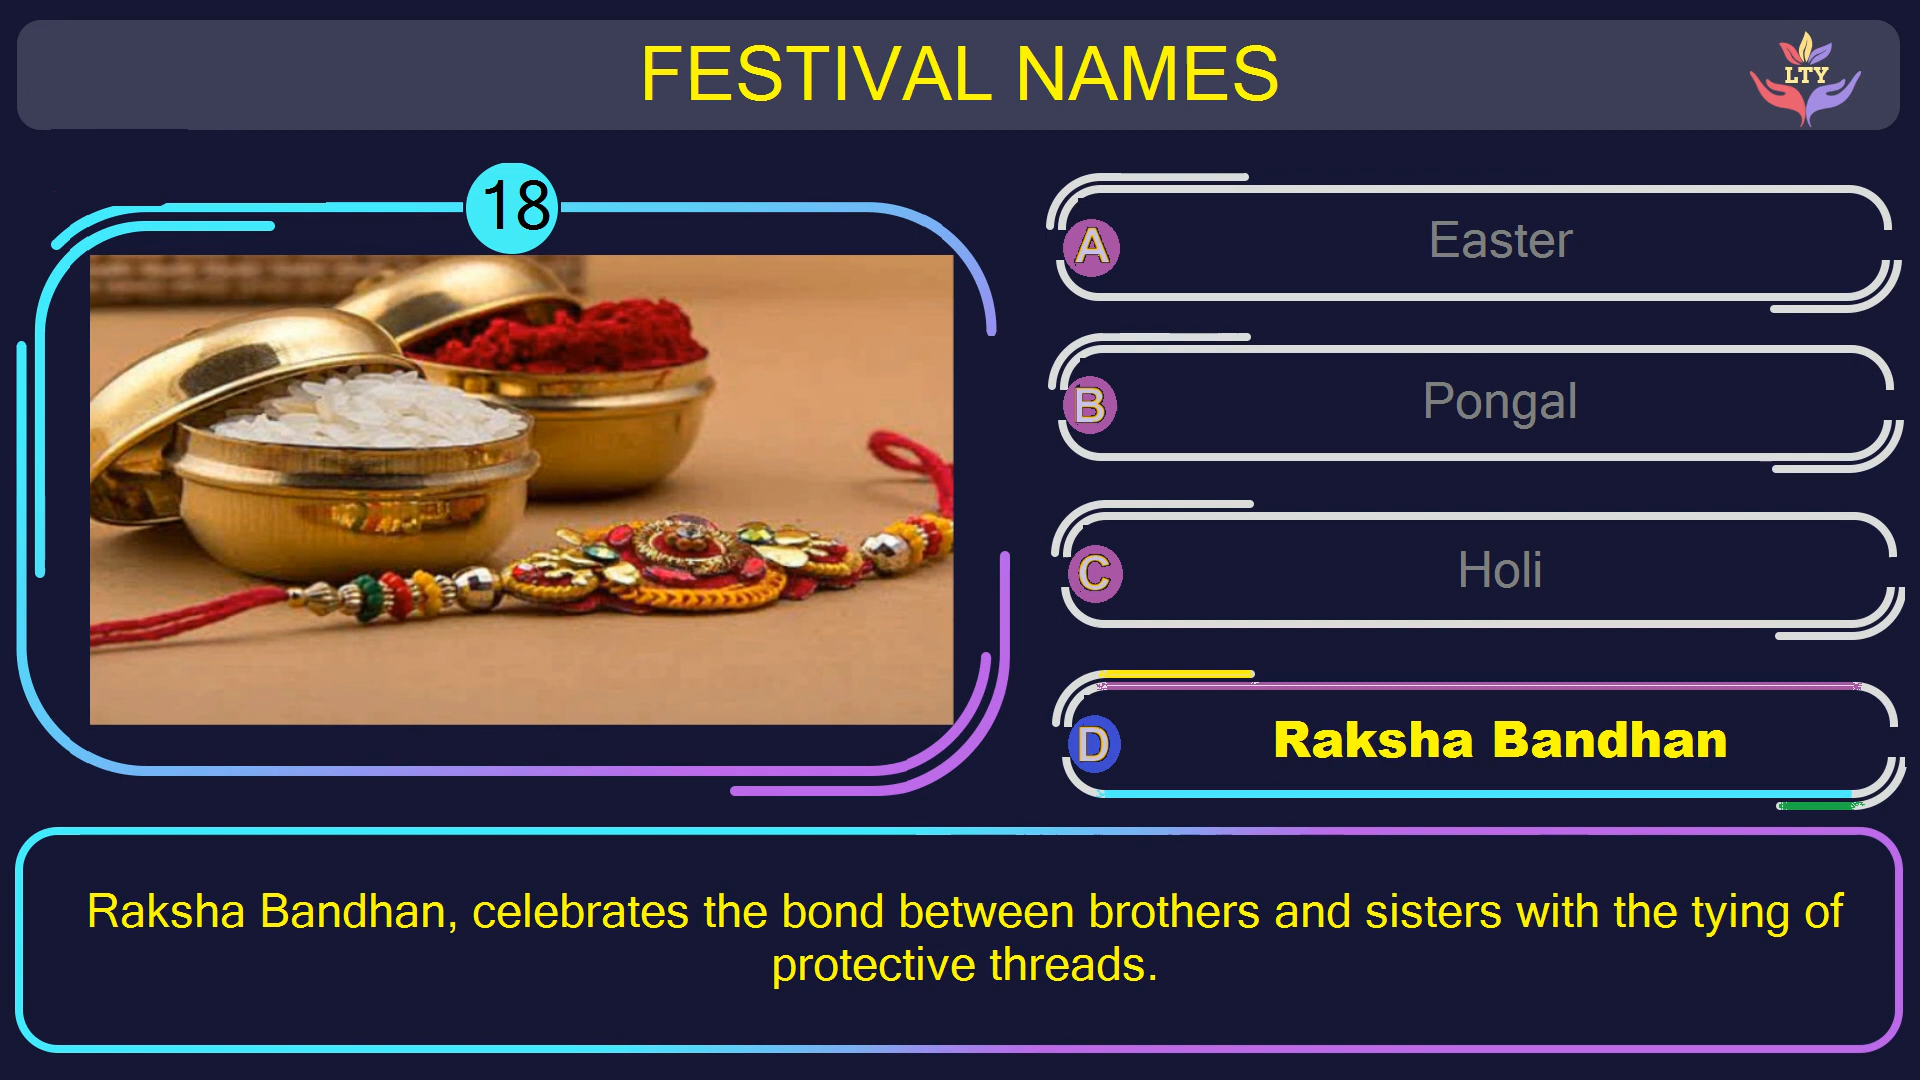 FESTIVAL NAMES
LTY
18
A
Easter
B
Pongal
C
Holi
D
Raksha Bandhan
Raksha Bandhan, celebrates the bond between brothers and sisters with the tying of
protective threads.